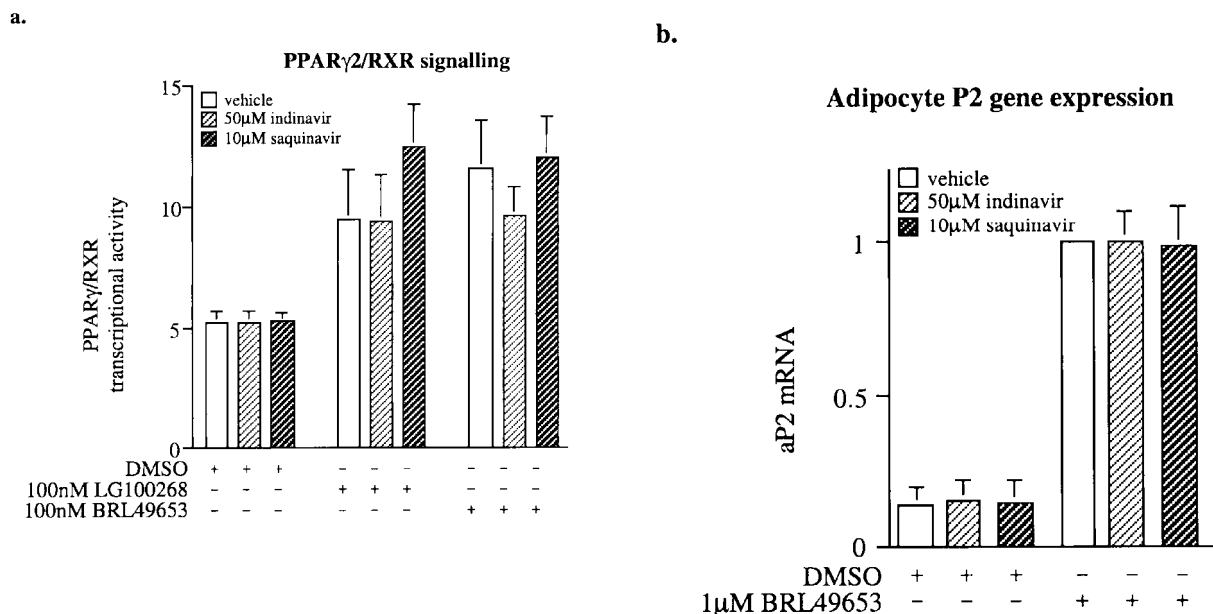 a.
PPARγ2/RXR signalling
15
10
5
0
PPARγ/RXR
transcriptional activity
vehicle
50μM indinavir
10μM saquinavir
DMSO + + + - - - - - -
100nM LG100268 - - - + + + - - -
100nM BRL49653 - - - - - - + + +
b.
Adipocyte P2 gene expression
vehicle
50μM indinavir
10μM saquinavir
1
0.5
0
aP2 mRNA
DMSO + + + - - -
1μM BRL49653 - - - + + +